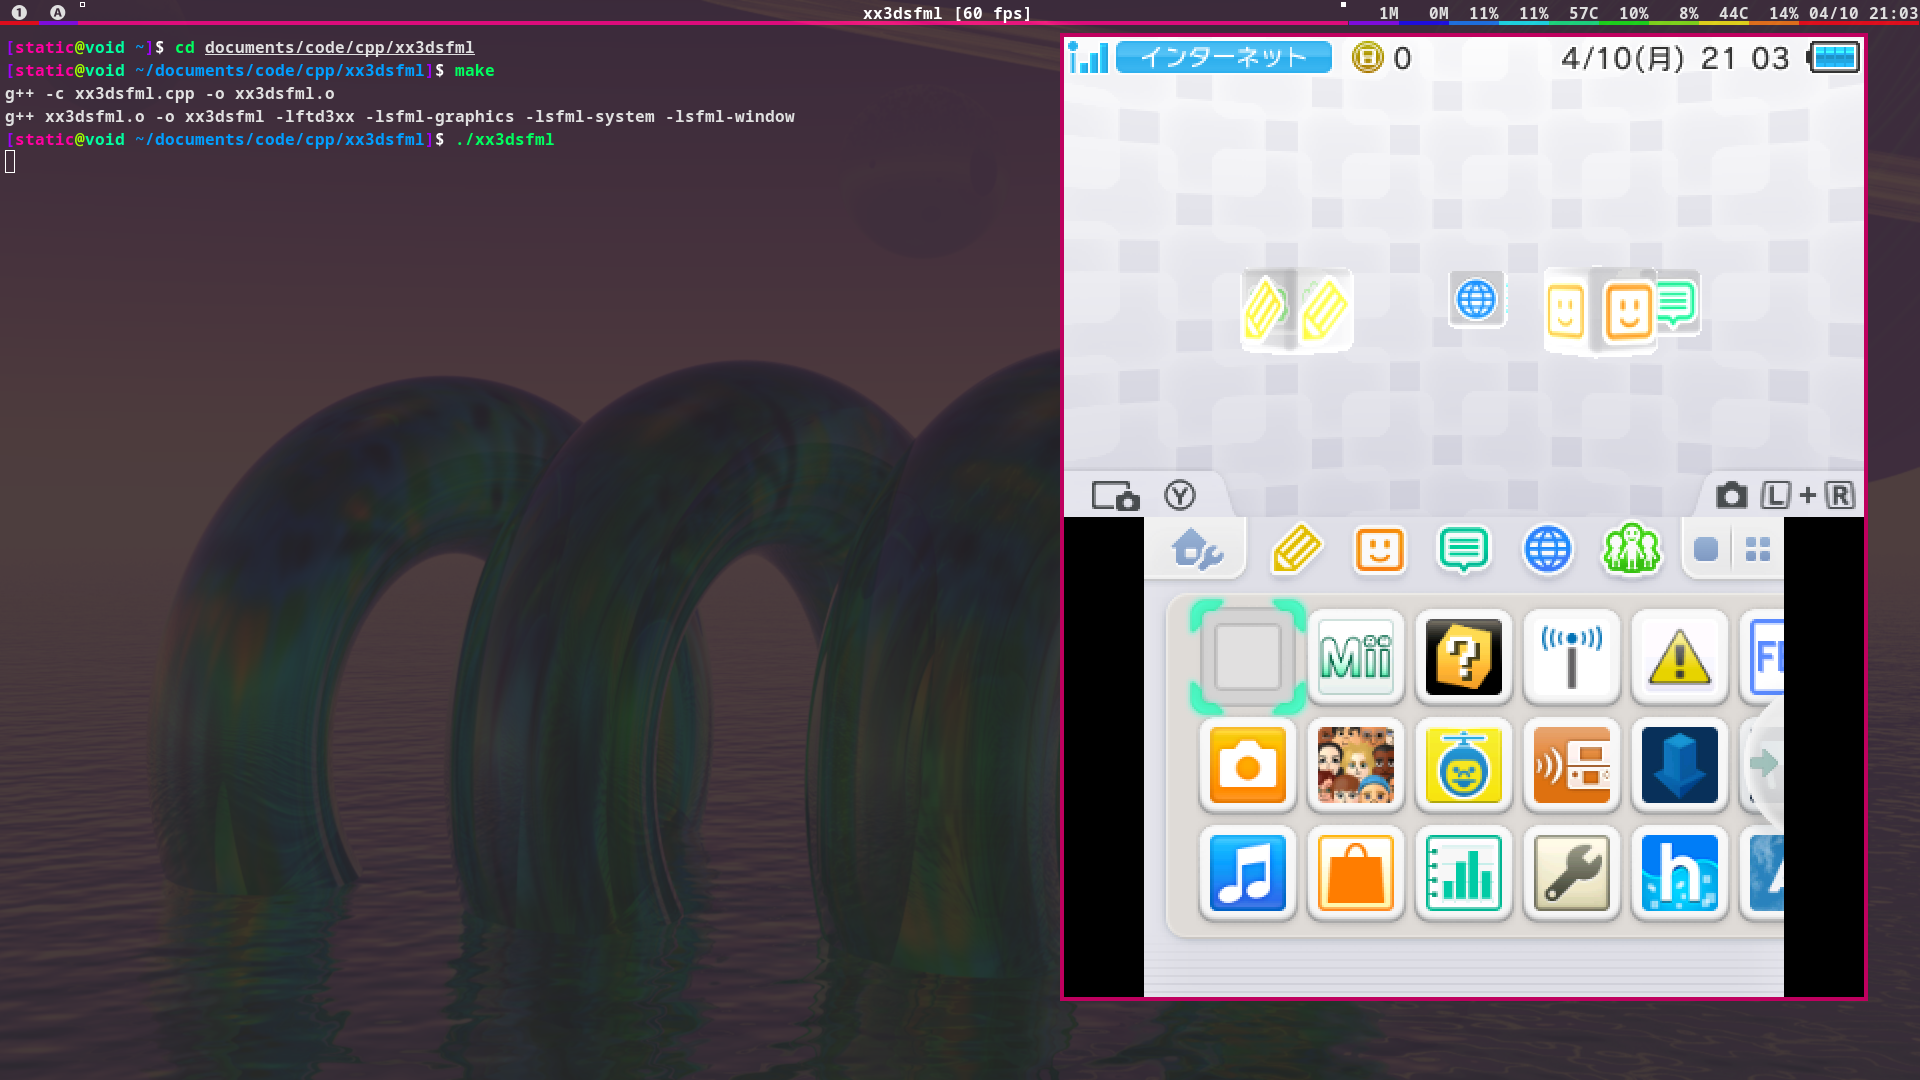 1 A xx3dsfml [60 fps] 1M 0M 11% 11% 57C 10% 8% 44C 14% 04/10 21:03
[static@void ~]$ cd documents/code/cpp/xx3dsfml
[static@void ~/documents/code/cpp/xx3dsfml]$ make
g++ -c xx3dsfml.cpp -o xx3dsfml.o
g++ xx3dsfml.o -o xx3dsfml -lftd3xx -lsfml-graphics -lsfml-system -lsfml-window
[static@void ~/documents/code/cpp/xx3dsfml]$ ./xx3dsfml
インターネット 0 4/10(月) 21 03
Y L + R
Mii ?
h